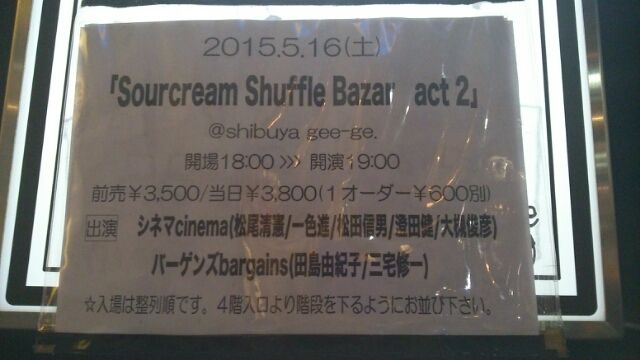 2015.5.16(土)
「Sourcream Shuffle Bazar act 2」
@shibuya gee-ge.
開場18:00 >>> 開演19:00
前売¥3,500/当日¥3,800(1オーダー¥600別)
出演 シネマcinema(松尾清憲/一色進/松田信男/澄田健/大槻俊彦)
バーゲンズbargains(田島由紀子/三宅修一)
☆入場は整列順です。4階入口より階段を下るようにお並び下さい。